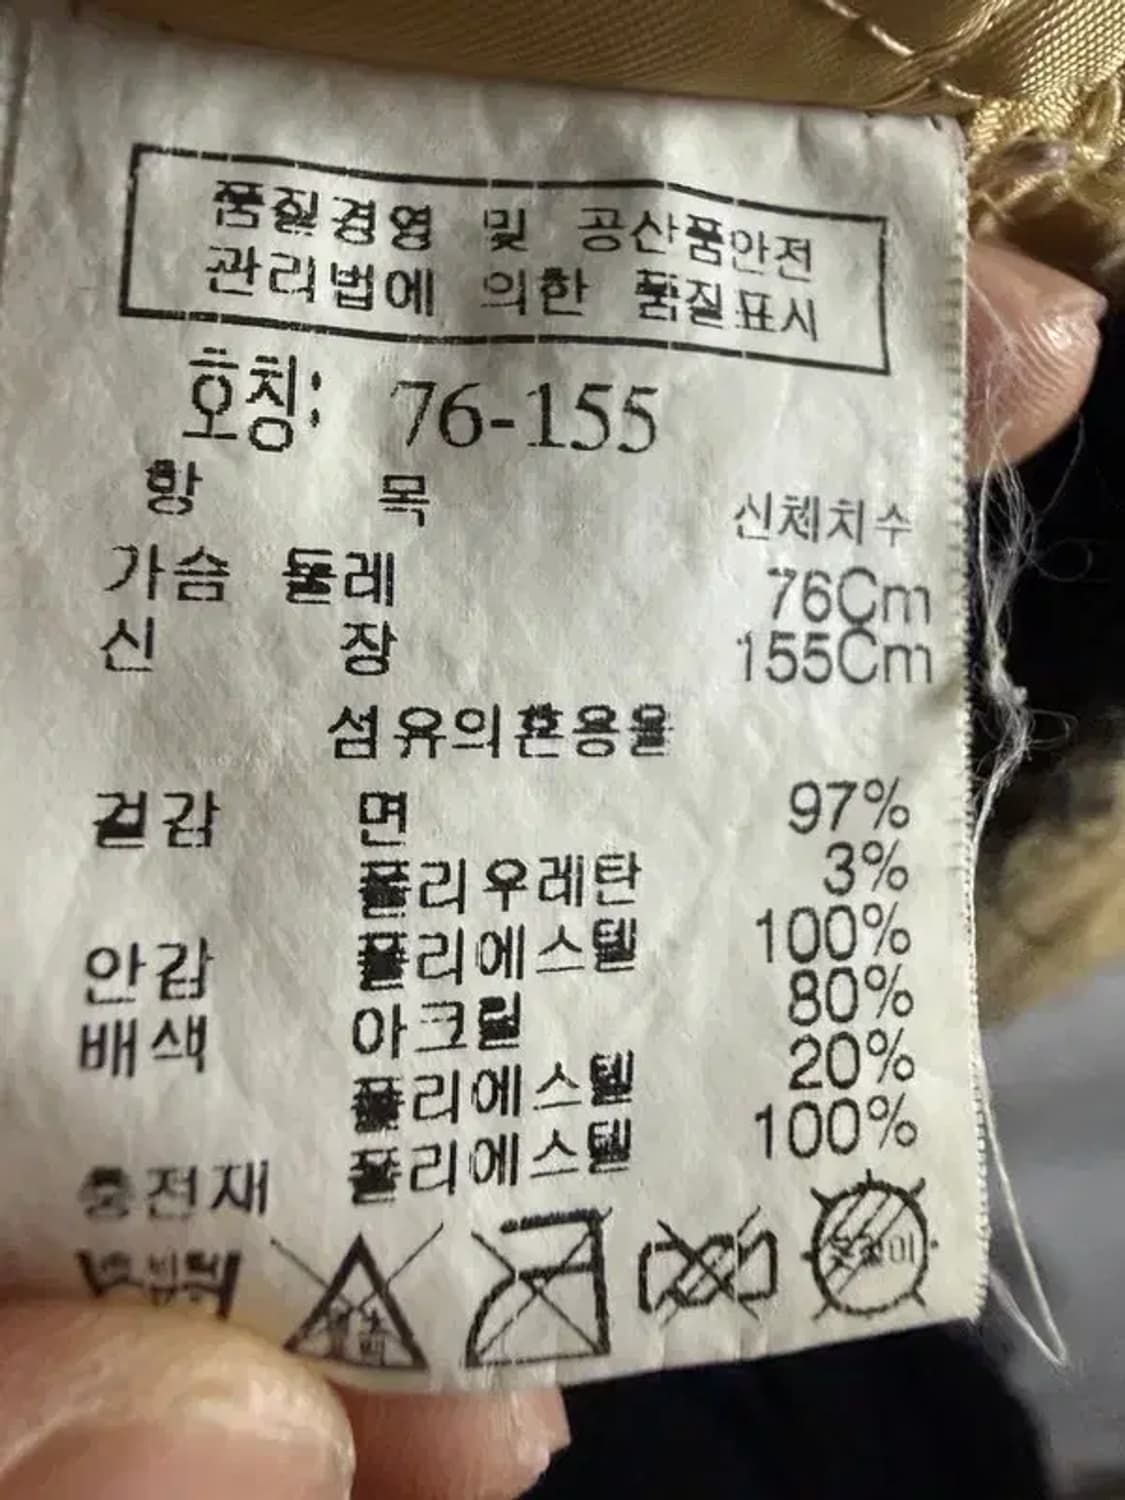 품질경영 및 공산품안전
관리법에 의한 품질표시
호칭: 76-155
항 목 신체치수
가슴 둘레 76Cm
신 장 155Cm
섬유의혼용율
겉감 면 97%
폴리우레탄 3%
안감 폴리에스텔 100%
배색 아크릴 80%
폴리에스텔 20%
충전재 폴리에스텔 100%